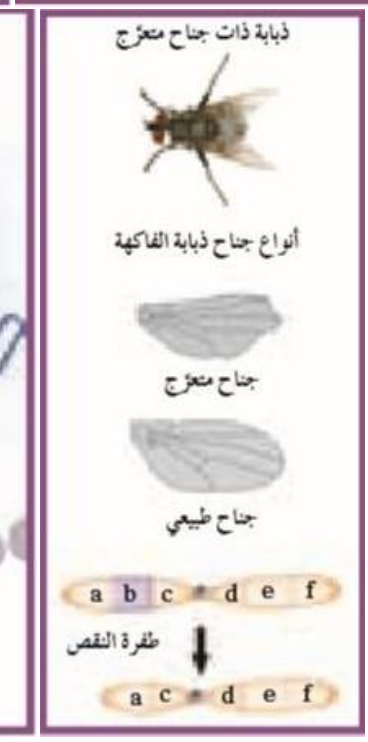 ذبابة ذات جناح متعرّج
أنواع جناح ذبابة الفاكهة
جناح متعرّج
جناح طبيعي
a b c d e f
طفرة النقص
a c d e f